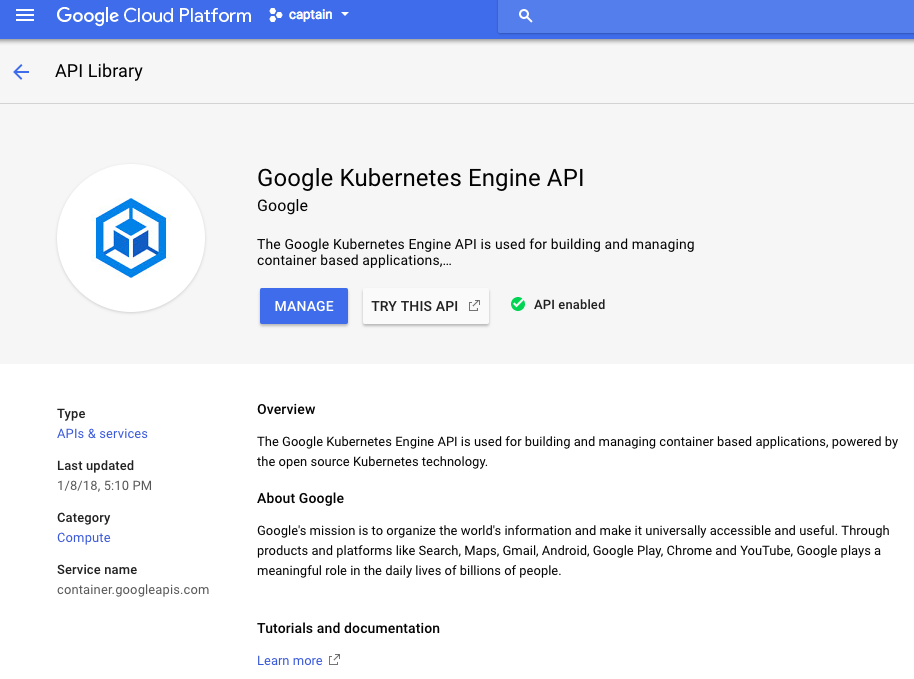 Google Cloud Platform captain
API Library
Google Kubernetes Engine API
Google
The Google Kubernetes Engine API is used for building and managing
container based applications,...
MANAGE TRY THIS API API enabled
Type
APIs & services
Last updated
1/8/18, 5:10 PM
Category
Compute
Service name
container.googleapis.com
Overview
The Google Kubernetes Engine API is used for building and managing container based applications, powered by
the open source Kubernetes technology.
About Google
Google's mission is to organize the world's information and make it universally accessible and useful. Through
products and platforms like Search, Maps, Gmail, Android, Google Play, Chrome and YouTube, Google plays a
meaningful role in the daily lives of billions of people.
Tutorials and documentation
Learn more